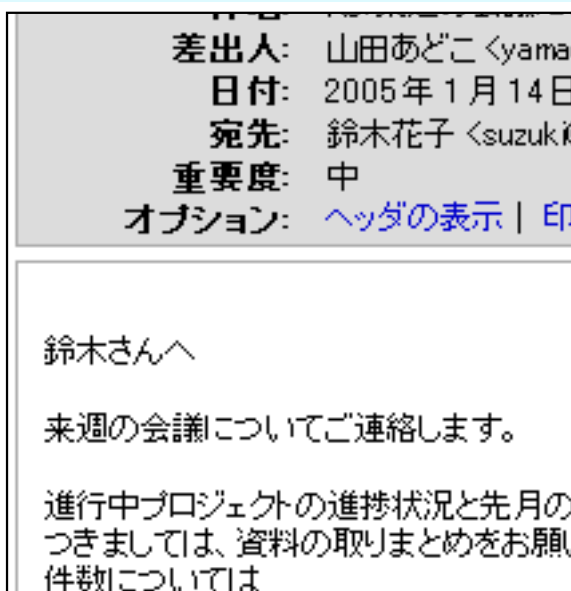 差出人: 山田あどこ <yama
日付: 2005年1月14日
宛先: 鈴木花子 <suzuki@
重要度: 中
オプション: ヘッダの表示 | 印
鈴木さんへ
来週の会議についてご連絡します。
進行中プロジェクトの進捗状況と先月の
つきましては、資料の取りまとめをお願い
件数については